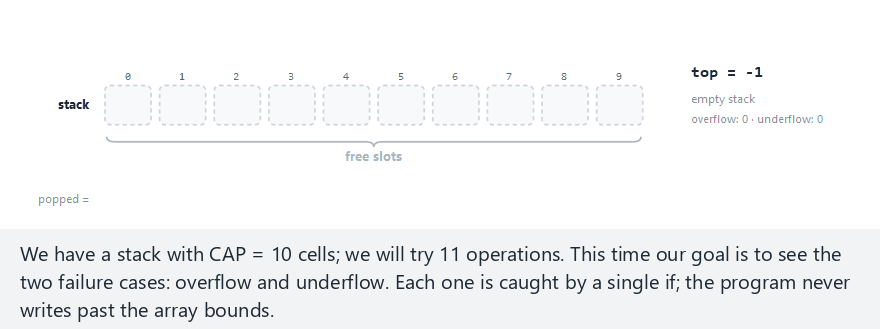 0 1 2 3 4 5 6 7 8 9
top = -1
stack
empty stack
overflow: 0 · underflow: 0
free slots
popped =
We have a stack with CAP = 10 cells; we will try 11 operations. This time our goal is to see the
two failure cases: overflow and underflow. Each one is caught by a single if; the program never
writes past the array bounds.